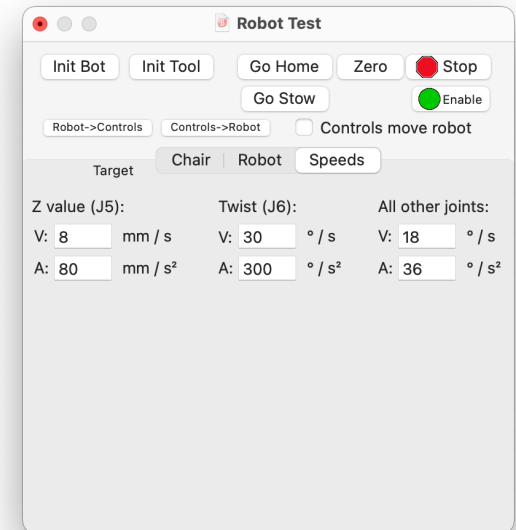 Robot Test
Init Bot Init Tool Go Home Zero Stop
Go Stow Enable
Robot->Controls Controls->Robot Controls move robot
Target Chair Robot Speeds
Z value (J5): Twist (J6): All other joints:
V: 8 mm / s V: 30 ° / s V: 18 ° / s
A: 80 mm / s² A: 300 ° / s² A: 36 ° / s²